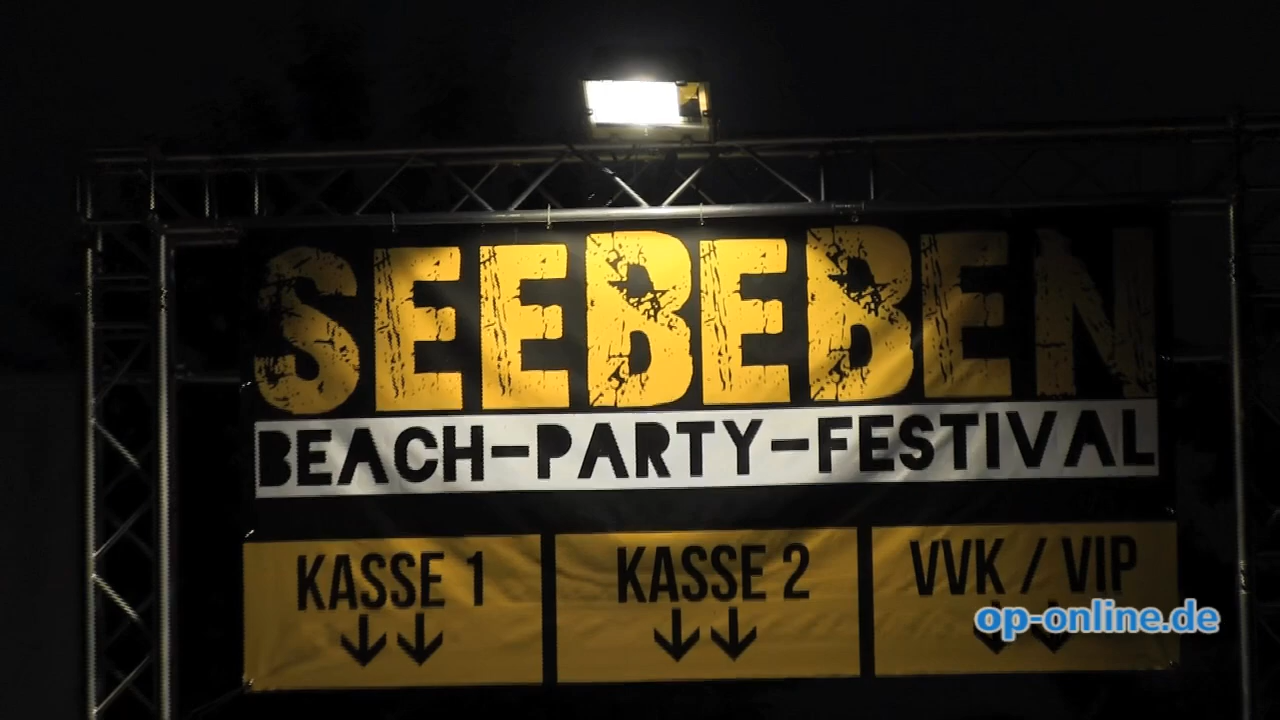 SEEBEBEN
BEACH-PARTY-FESTIVAL
KASSE 1
KASSE 2
VVK / VIP
op-online.de